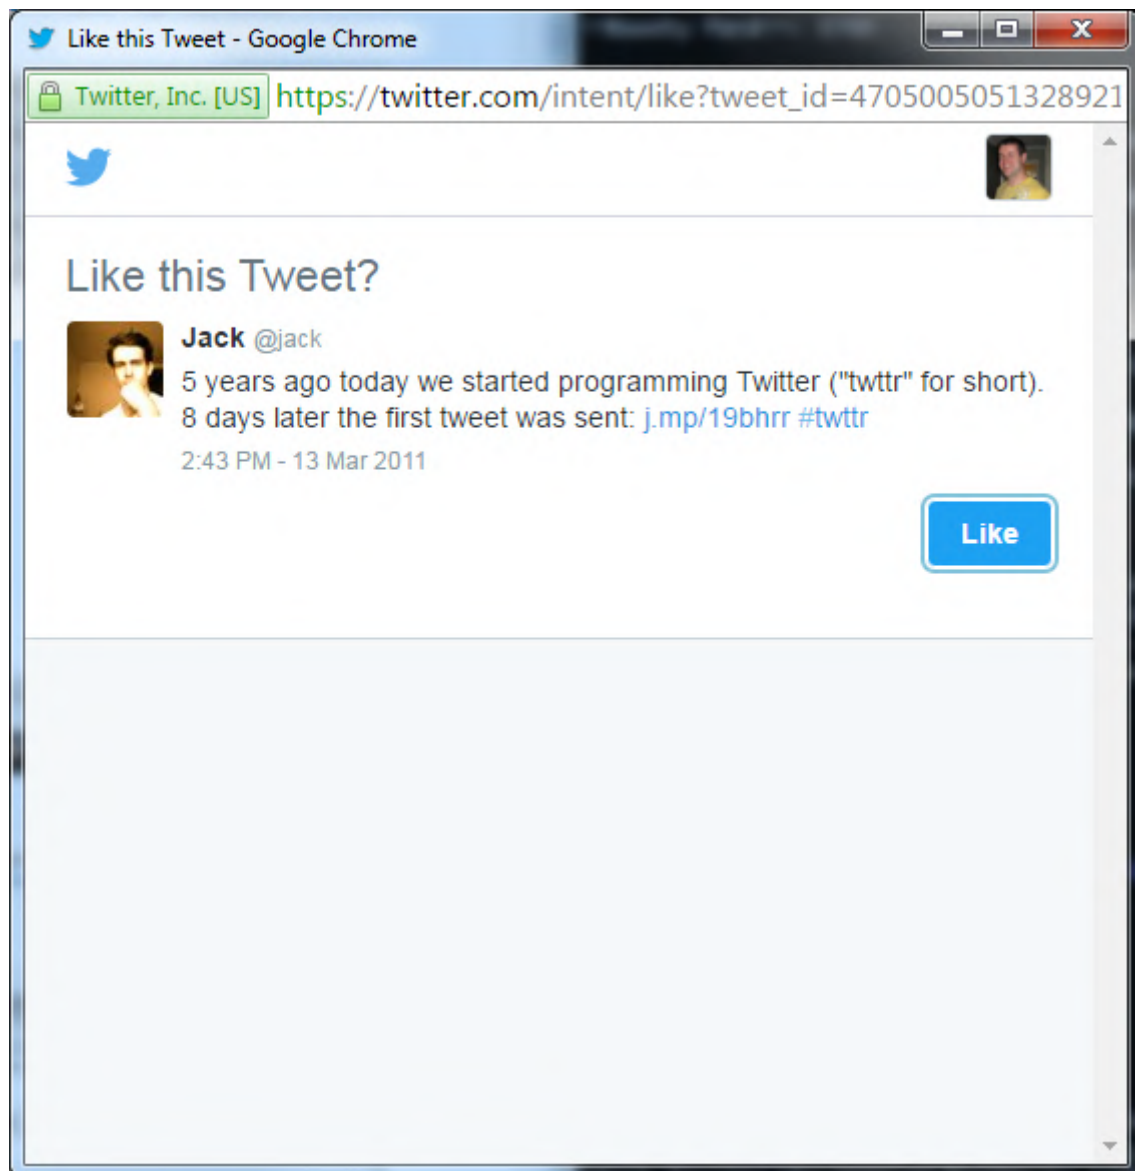 Like this Tweet - Google Chrome
Twitter, Inc. [US] https://twitter.com/intent/like?tweet_id=4705005051328921
Like this Tweet?
Jack @jack
5 years ago today we started programming Twitter ("twttr" for short).
8 days later the first tweet was sent: j.mp/19bhrr #twttr
2:43 PM - 13 Mar 2011
Like